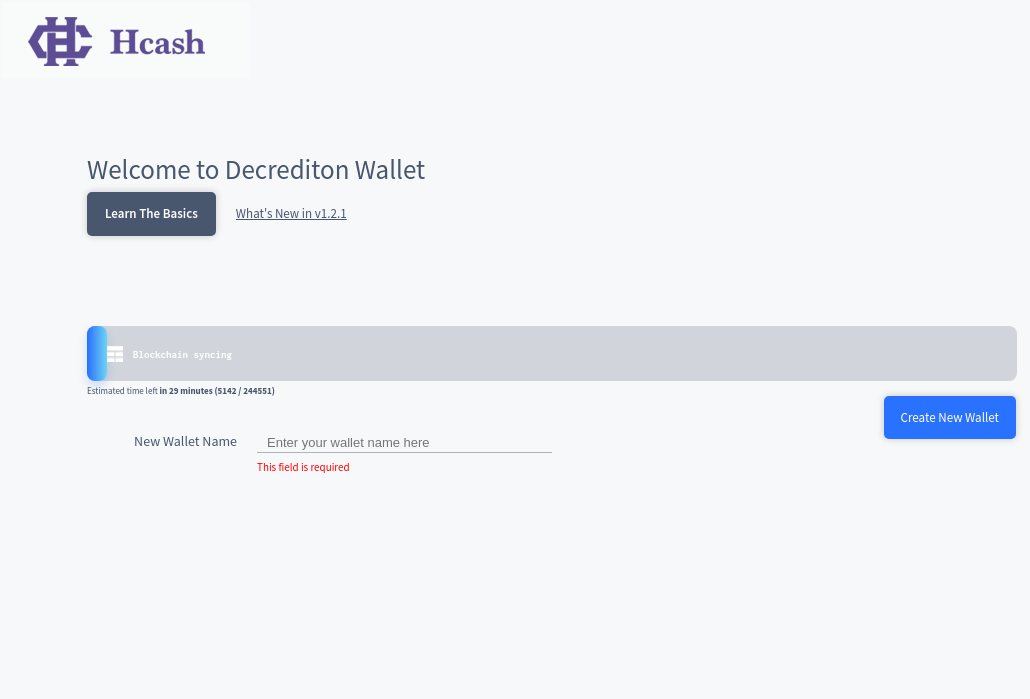 Hcash
Welcome to Decrediton Wallet
Learn The Basics
What's New in v1.2.1
Blockchain syncing
Estimated time left in 29 minutes (5142 / 244551)
Create New Wallet
New Wallet Name
Enter your wallet name here
This field is required